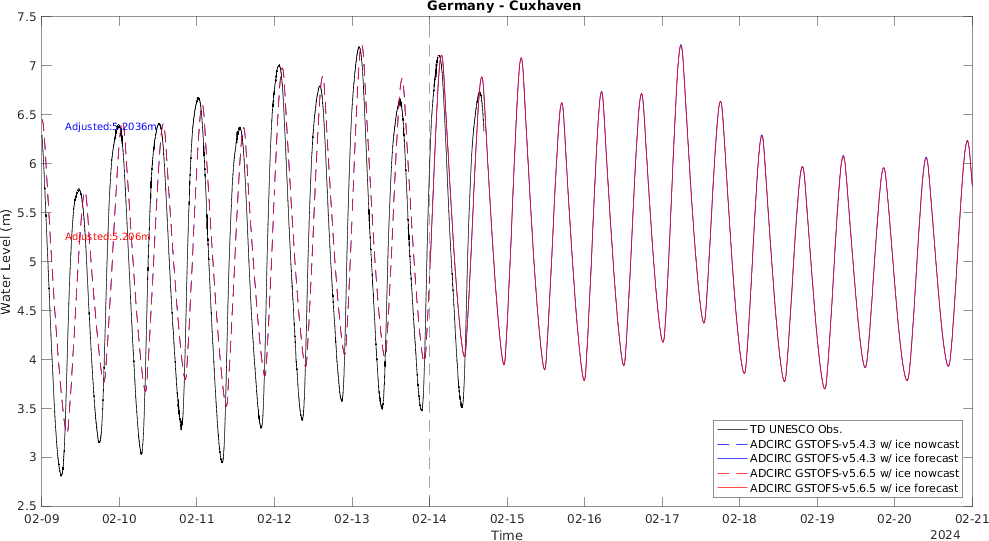 Germany - Cuxhaven
7.5
7
6.5
6
5.5
5
4.5
4
3.5
3
2.5
Water Level (m)
Adjusted:5.2036m
Adjusted:5.206m
TD UNESCO Obs.
ADCIRC GSTOFS-v5.4.3 w/ ice nowcast
ADCIRC GSTOFS-v5.4.3 w/ ice forecast
ADCIRC GSTOFS-v5.6.5 w/ ice nowcast
ADCIRC GSTOFS-v5.6.5 w/ ice forecast
02-09 02-10 02-11 02-12 02-13 02-14 02-15 02-16 02-17 02-18 02-19 02-20 02-21
Time
2024